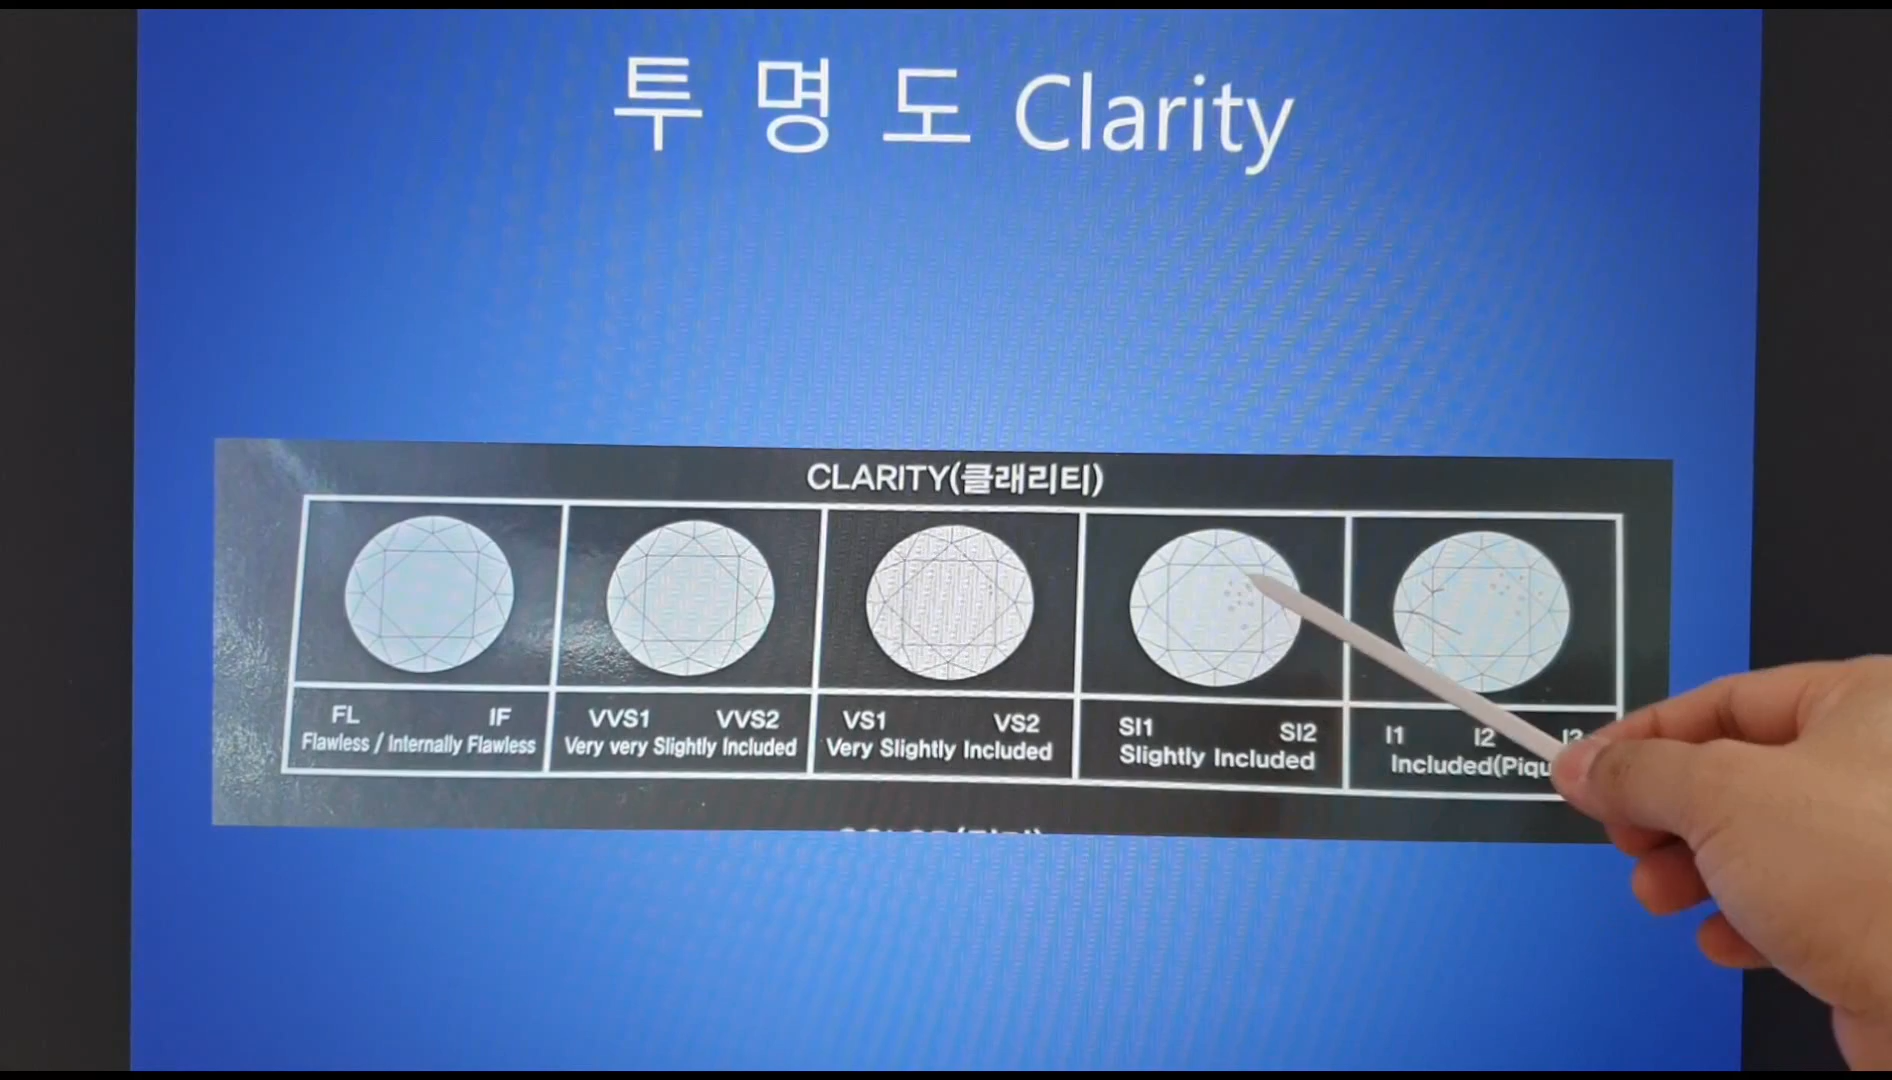 투 명 도 Clarity
CLARITY(클래리티)
FL IF
Flawless / Internally Flawless
VVS1 VVS2
Very very Slightly Included
VS1 VS2
Very Slightly Included
SI1 SI2
Slightly Included
I1 I2